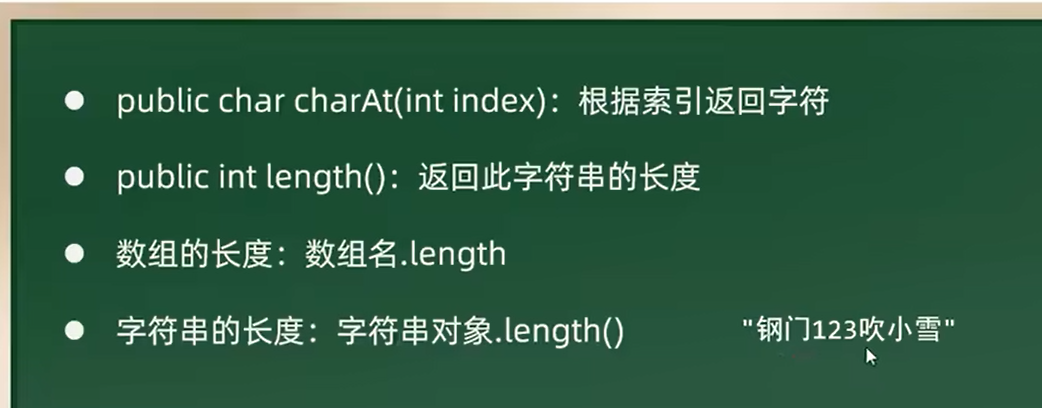 ● public char charAt(int index)：根据索引返回字符
● public int length()：返回此字符串的长度
● 数组的长度：数组名.length
● 字符串的长度：字符串对象.length() "钢门123吹小雪"